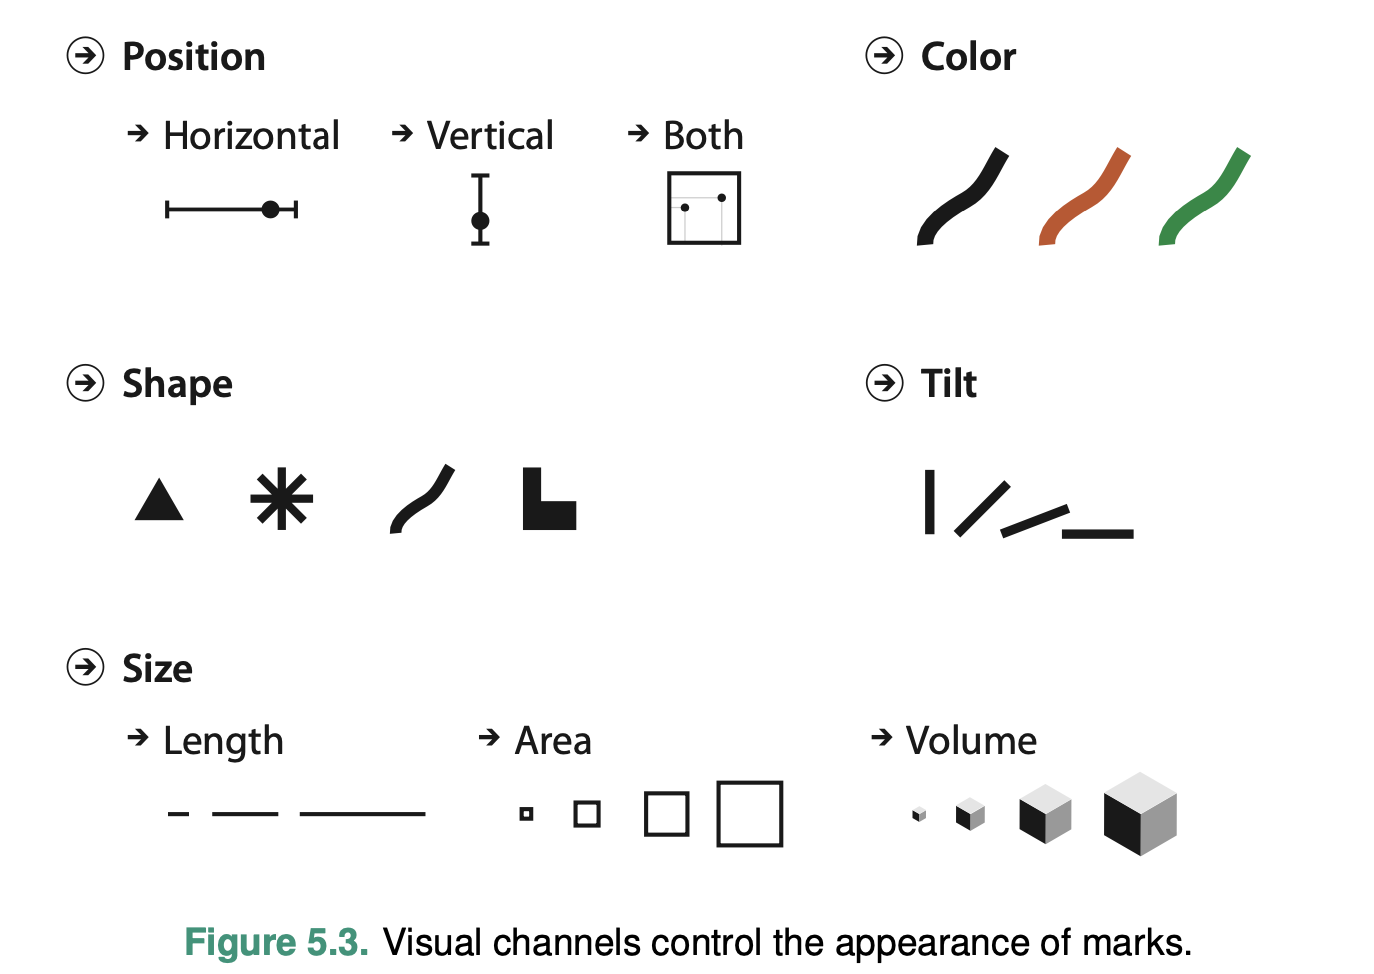 Position
Horizontal
Vertical
Both
Color
Shape
Tilt
Size
Length
Area
Volume
Figure 5.3. Visual channels control the appearance of marks.